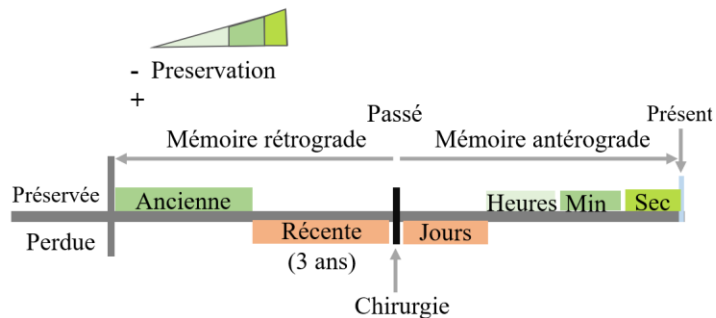 - Preservation
+
Passé
Présent
Mémoire rétrograde
Mémoire antérograde
Préservée
Ancienne
Heures
Min
Sec
Perdue
Récente
(3 ans)
Jours
Chirurgie